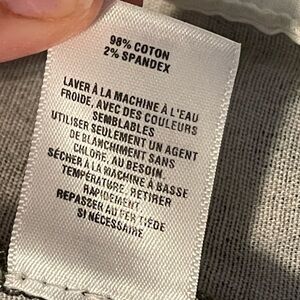 98% COTON
2% SPANDEX
LAVER À LA MACHINE À L'EAU
FROIDE, AVEC DES COULEURS
SEMBLABLES
UTILISER SEULEMENT UN AGENT
DE BLANCHIMENT SANS
CHLORE, AU BESOIN.
SÉCHER À LA MACHINE À BASSE
TEMPÉRATURE. RETIRER
RAPIDEMENT.
REPASSER AU FER TIÈDE
SI NÉCESSAIRE